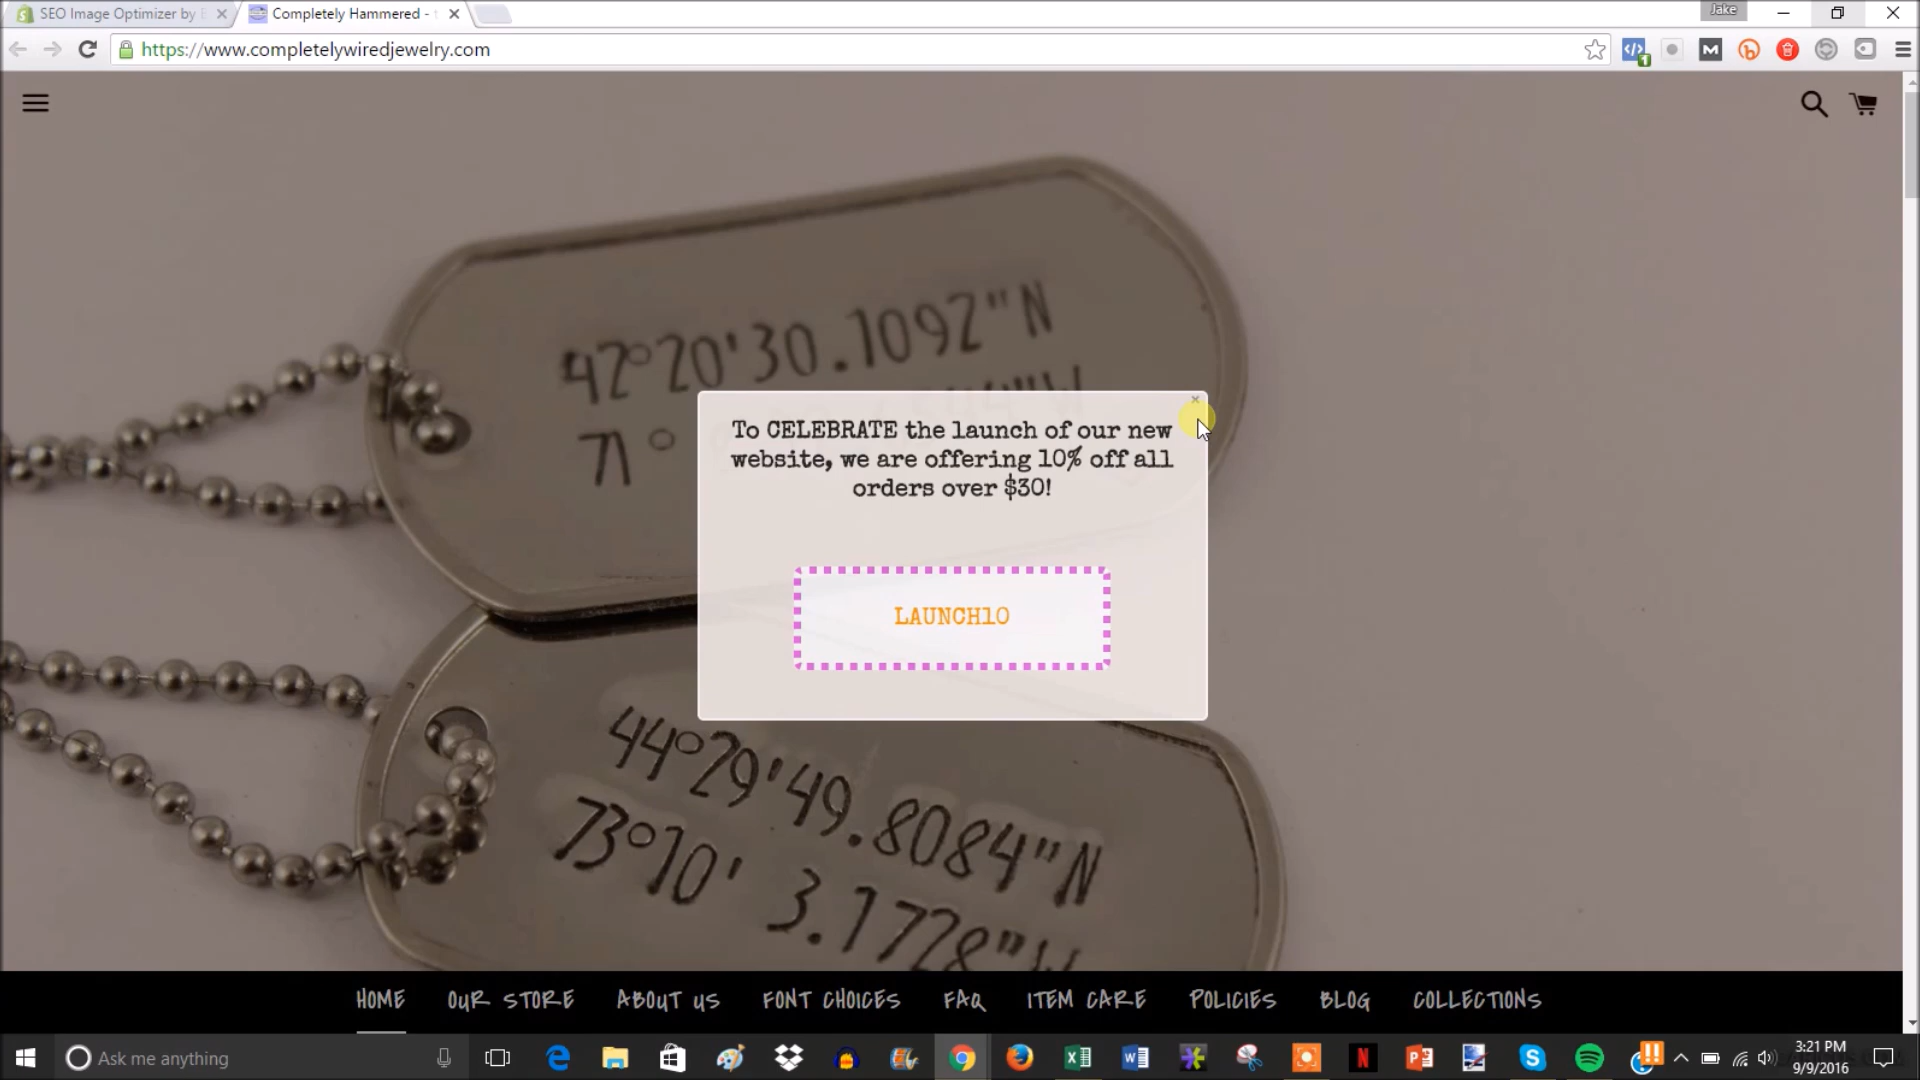 SEO Image Optimizer by
Completely Hammered -
Jake
https://www.completelywiredjewelry.com
42°20'30.1092"N
71°
To CELEBRATE the launch of our new
website, we are offering 10% off all
orders over $30!
LAUNCH10
44°29'49.8084"N
73°10' 3.1728"W
HOME OUR STORE ABOUT US FONT CHOICES FAQ ITEM CARE POLICIES BLOG COLLECTIONS
Ask me anything
3:21 PM
9/9/2016